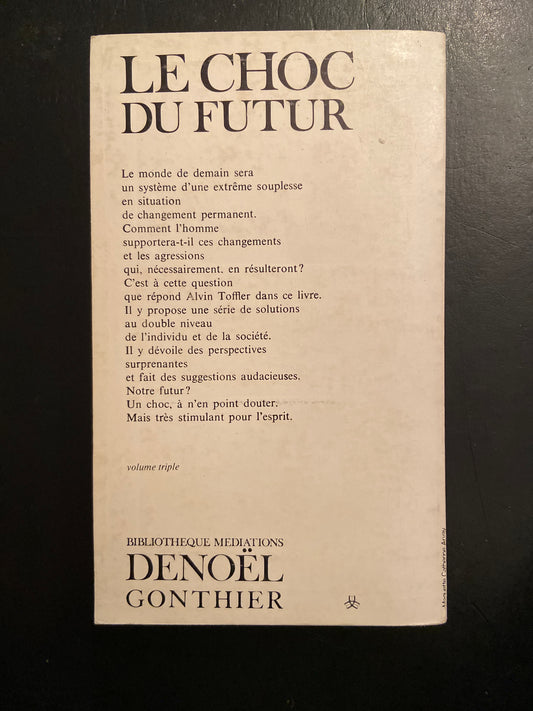 LE CHOC
DU FUTUR
Le monde de demain sera
un système d'une extrême souplesse
en situation
de changement permanent.
Comment l'homme
supportera-t-il ces changements
et les agressions
qui, nécessairement, en résulteront ?
C'est à cette question
que répond Alvin Toffler dans ce livre.
Il y propose une série de solutions
au double niveau
de l'individu et de la société.
Il y dévoile des perspectives
surprenantes
et fait des suggestions audacieuses.
Notre futur ?
Un choc, à n'en point douter.
Mais très stimulant pour l'esprit.
volume triple
BIBLIOTHEQUE MEDIATIONS
DENOËL
GONTHIER
Catherine